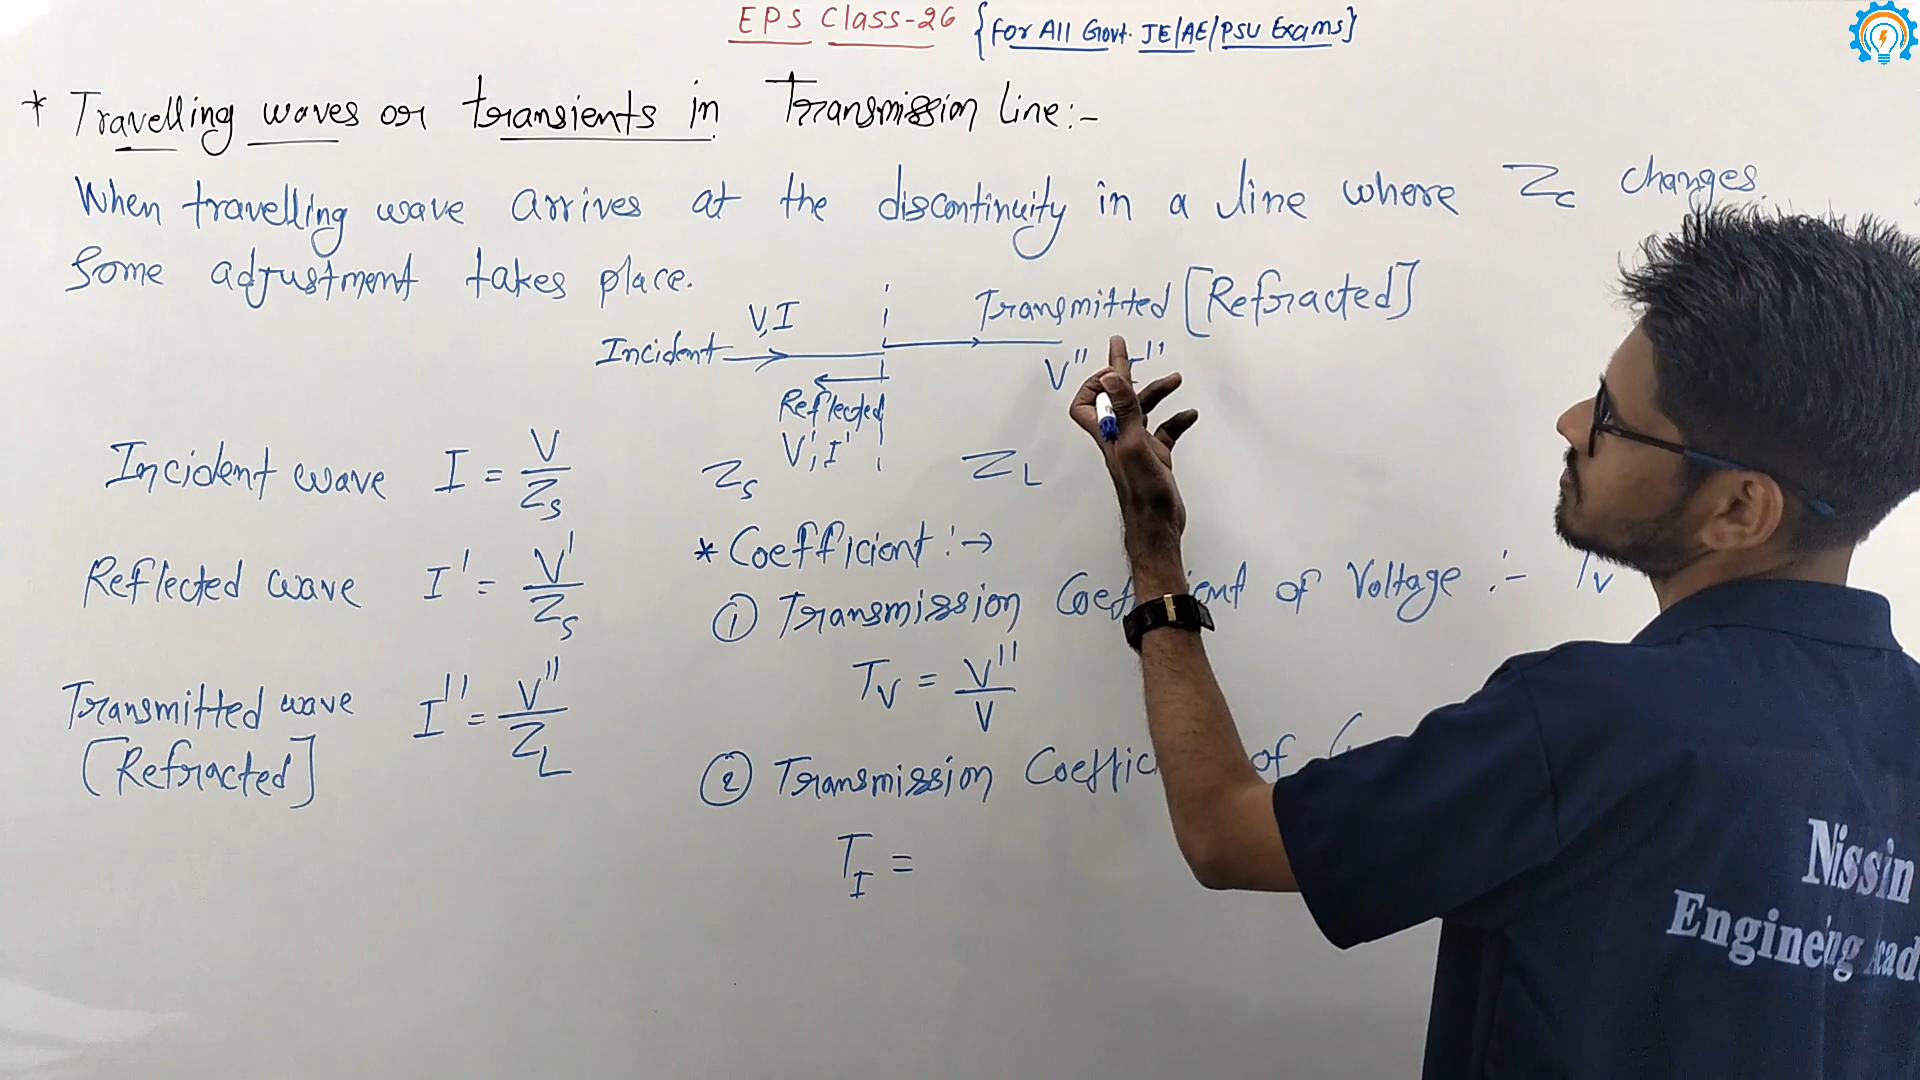 EPS Class-26 {For All Govt. JE/AE/PSU Exams}
* Travelling waves or transients in Transmission line:-
When travelling wave arrives at the discontinuity in a line where Zc changes.
Some adjustment takes place.
V,I
Incident
Transmitted [Refracted]
V''
Reflected
V', I'
Zs
ZL
Incident wave I = V/Zs
Reflected wave I' = V'/Zs
Transmitted wave I'' = V''/ZL
[Refracted]
* Coefficient :→
① Transmission of Voltage :- TV
TV = V''/V
② Transmission of
TI =
Nissin